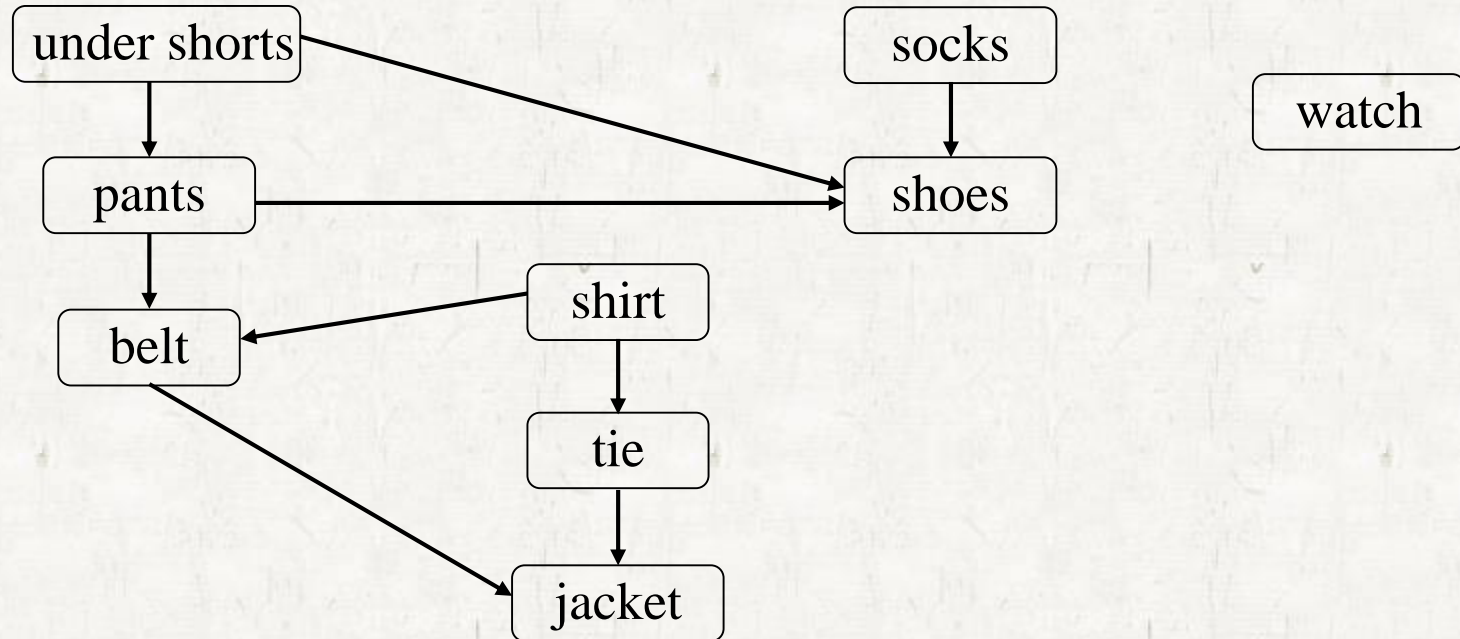 under shorts
socks
watch
pants
shoes
shirt
belt
tie
jacket